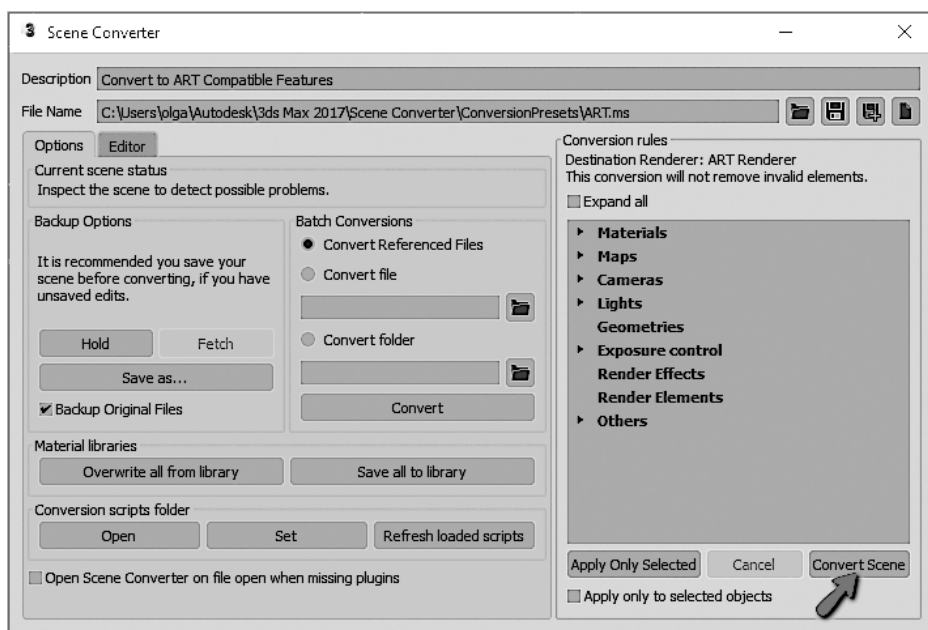 Scene Converter
Description Convert to ART Compatible Features
File Name C:\Users\olga\Autodesk\3ds Max 2017\Scene Converter\ConversionPresets\ART.ms
Options Editor
Current scene status
Inspect the scene to detect possible problems.
Backup Options
It is recommended you save your
scene before converting, if you have
unsaved edits.
Hold Fetch
Save as...
Backup Original Files
Batch Conversions
Convert Referenced Files
Convert file
Convert folder
Convert
Material libraries
Overwrite all from library Save all to library
Conversion scripts folder
Open Set Refresh loaded scripts
Open Scene Converter on file open when missing plugins
Conversion rules
Destination Renderer: ART Renderer
This conversion will not remove invalid elements.
Expand all
Materials
Maps
Cameras
Lights
Geometries
Exposure control
Render Effects
Render Elements
Others
Apply Only Selected Cancel Convert Scene
Apply only to selected objects